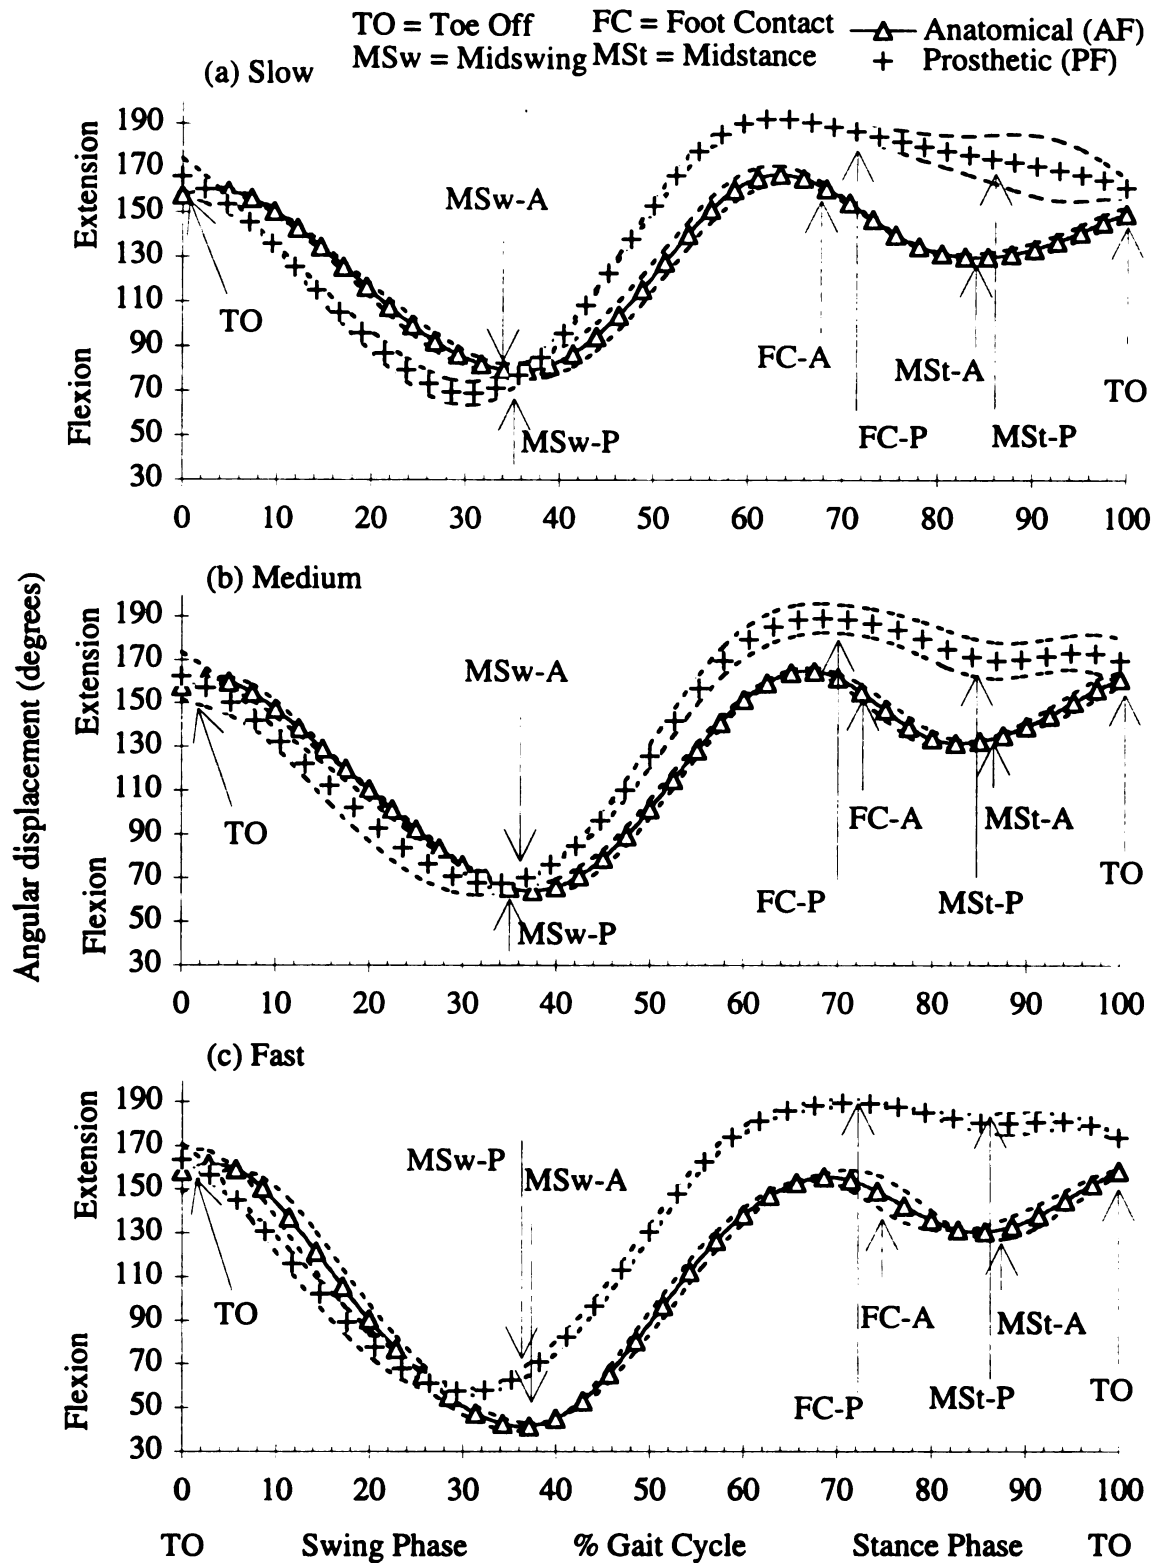 TO = Toe Off FC = Foot Contact Anatomical (AF)
MSw = Midswing MSt = Midstance Prosthetic (PF)
(a) Slow
190
170
150
130
110
90
70
50
30
Extension
Flexion
MSw-A
TO
MSw-P
FC-A
MSt-A
FC-P
MSt-P
TO
0 10 20 30 40 50 60 70 80 90 100
Angular displacement (degrees)
(b) Medium
190
170
150
130
110
90
70
50
30
Extension
Flexion
MSw-A
TO
MSw-P
FC-A
MSt-A
FC-P
MSt-P
TO
0 10 20 30 40 50 60 70 80 90 100
(c) Fast
190
170
150
130
110
90
70
50
30
Extension
Flexion
MSw-P
MSw-A
TO
FC-A
MSt-A
FC-P
MSt-P
TO
0 10 20 30 40 50 60 70 80 90 100
TO Swing Phase % Gait Cycle Stance Phase TO